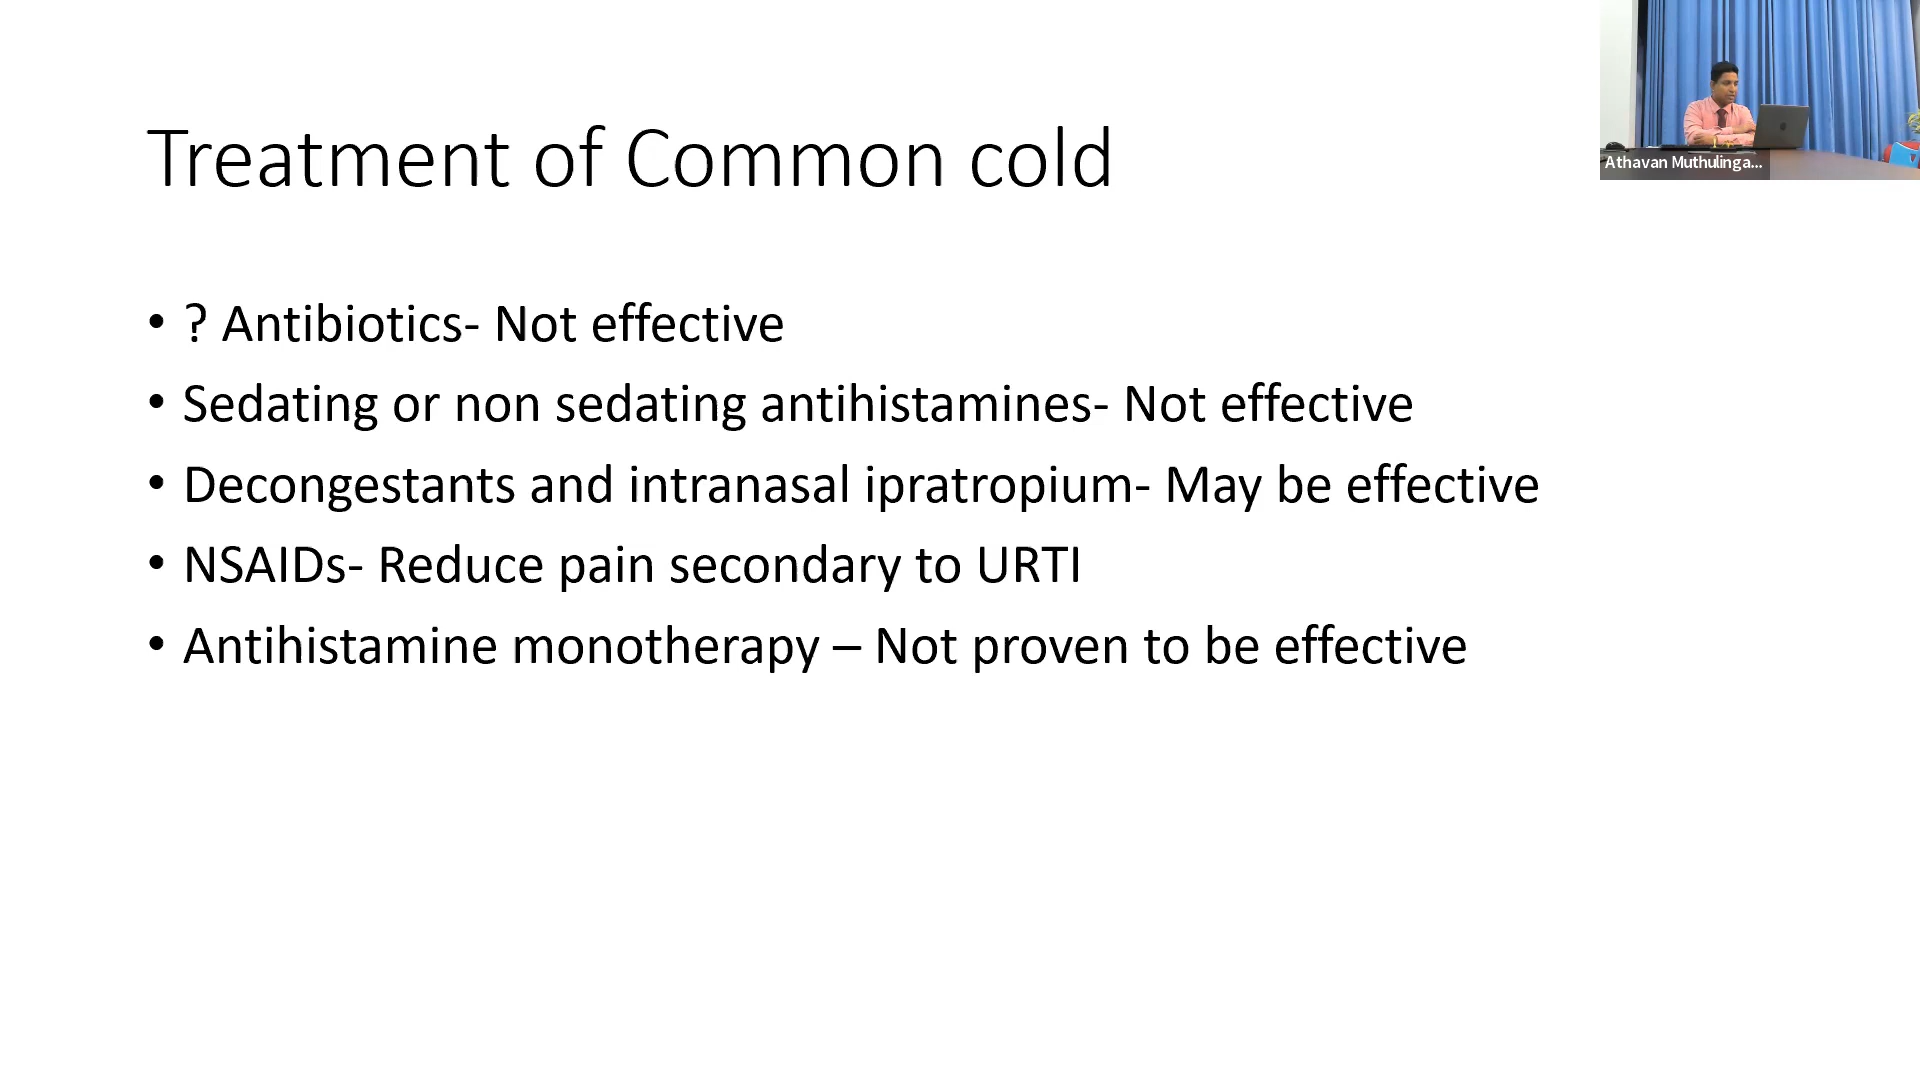 Treatment of Common cold
• ? Antibiotics- Not effective
• Sedating or non sedating antihistamines- Not effective
• Decongestants and intranasal ipratropium- May be effective
• NSAIDs- Reduce pain secondary to URTI
• Antihistamine monotherapy – Not proven to be effective
Athavan Muthulinga...